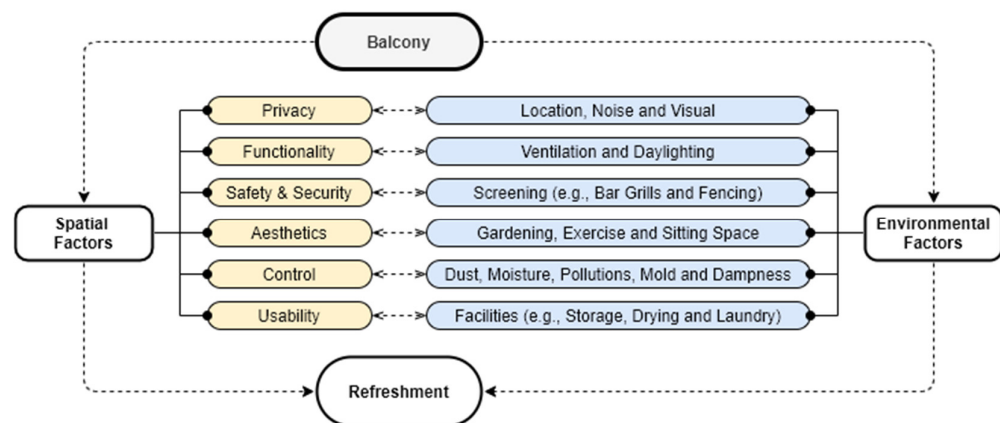 Balcony
Privacy
Location, Noise and Visual
Functionality
Ventilation and Daylighting
Safety & Security
Screening (e.g., Bar Grills and Fencing)
Spatial
Factors
Aesthetics
Gardening, Exercise and Sitting Space
Environmental
Factors
Control
Dust, Moisture, Pollutions, Mold and Dampness
Usability
Facilities (e.g., Storage, Drying and Laundry)
Refreshment